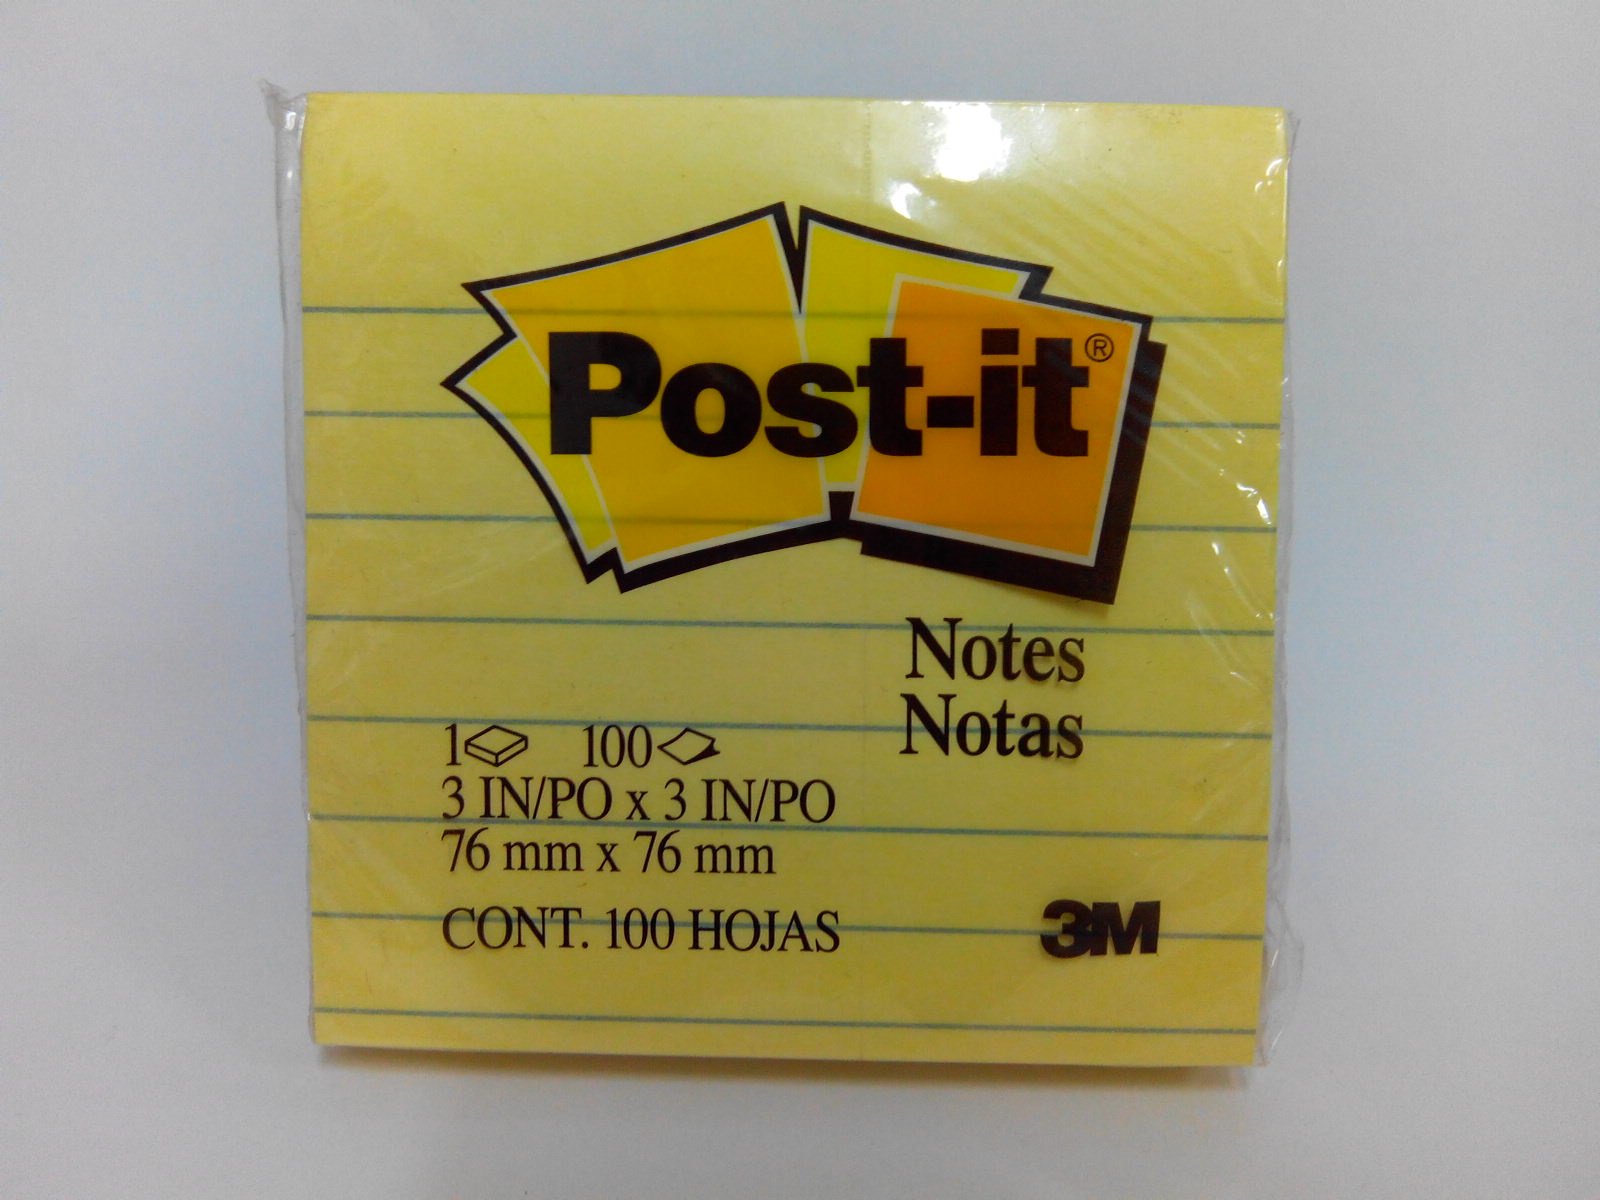 Post-it®
Notes
Notas
1 100
3 IN/PO x 3 IN/PO
76 mm x 76 mm
CONT. 100 HOJAS
3M